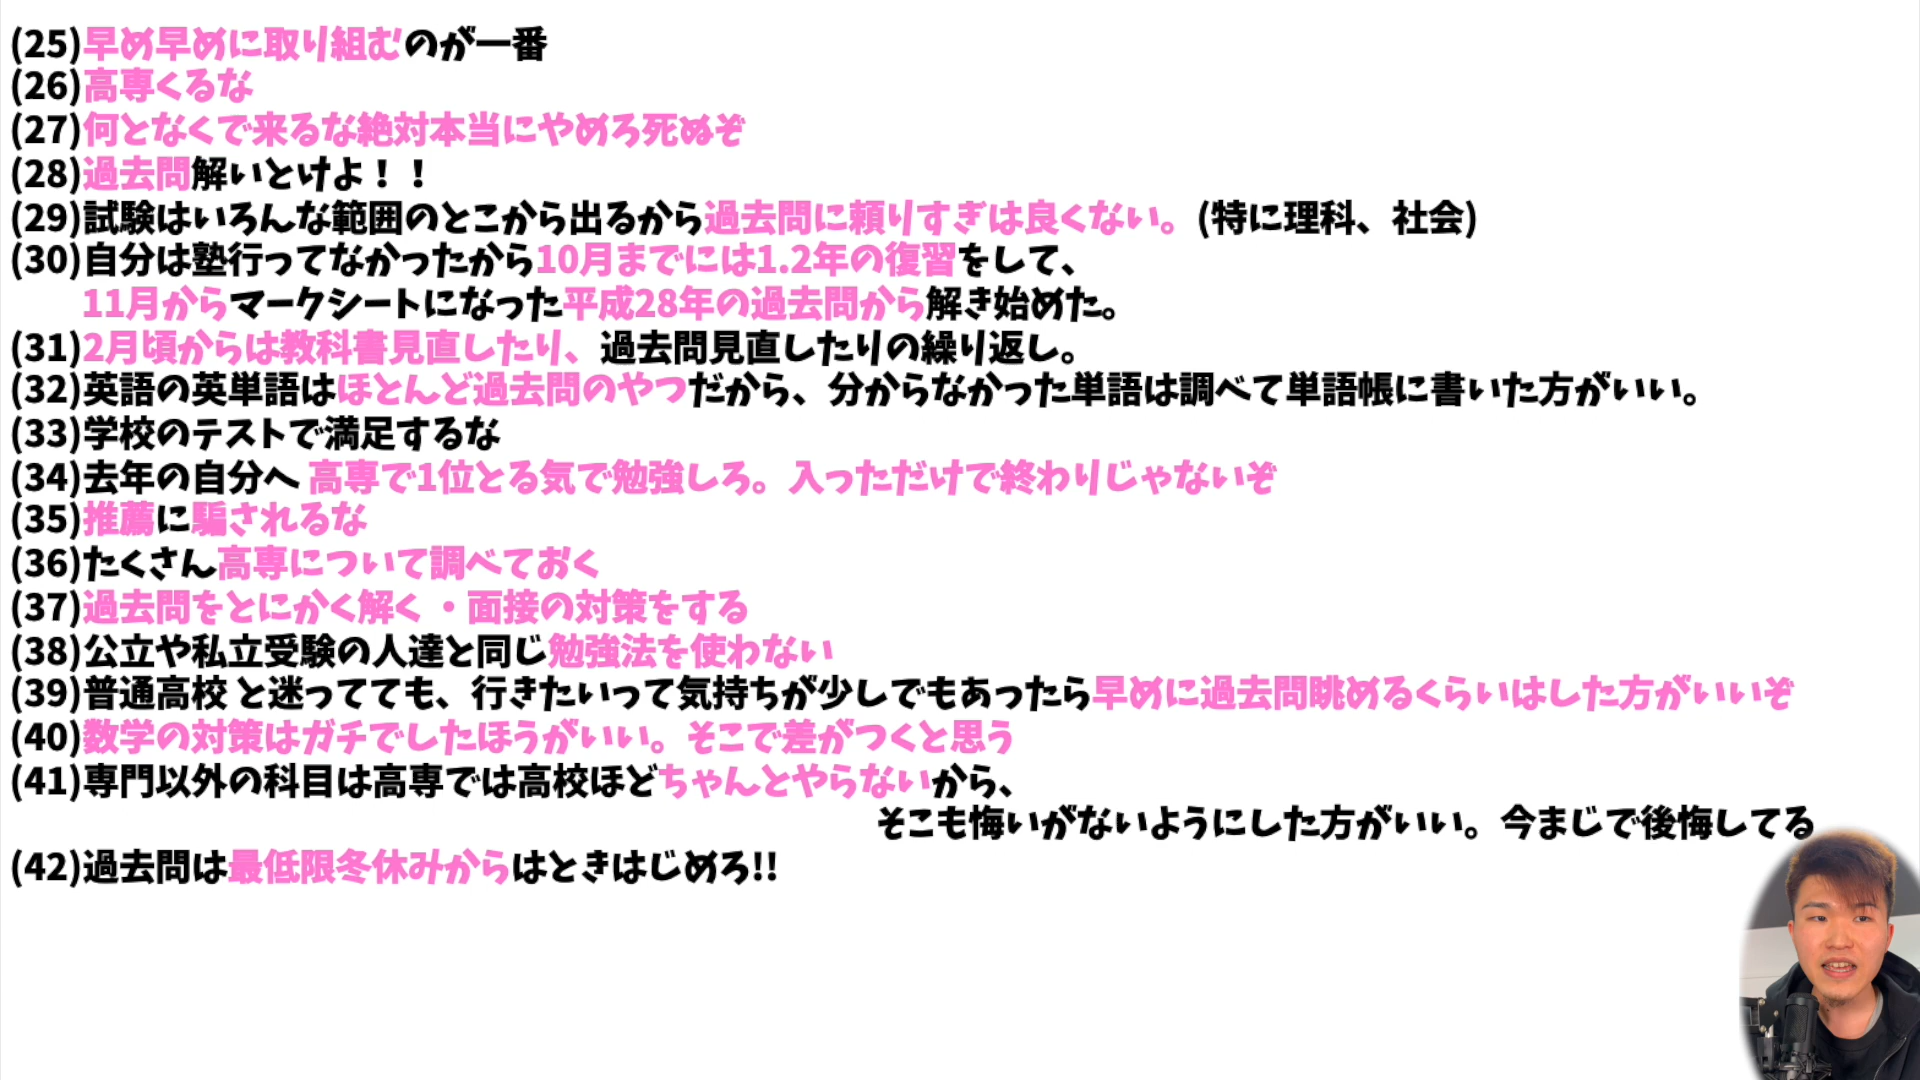 (25)早め早めに取り組むのが一番
(26)高専くるな
(27)何となくで来るな絶対本当にやめろ死ぬぞ
(28)過去問解いとけよ！！
(29)試験はいろんな範囲のとこから出るから過去問に頼りすぎは良くない。(特に理科、社会)
(30)自分は塾行ってなかったから10月までには1.2年の復習をして、
11月からマークシートになった平成28年の過去問から解き始めた。
(31)2月頃からは教科書見直したり、過去問見直したりの繰り返し。
(32)英語の英単語はほとんど過去問のやつだから、分からなかった単語は調べて単語帳に書いた方がいい。
(33)学校のテストで満足するな
(34)去年の自分へ 高専で1位とる気で勉強しろ。入っただけで終わりじゃないぞ
(35)推薦に騙されるな
(36)たくさん高専について調べておく
(37)過去問をとにかく解く ・面接の対策をする
(38)公立や私立受験の人達と同じ勉強法を使わない
(39)普通高校 と迷ってても、行きたいって気持ちが少しでもあったら早めに過去問眺めるくらいはした方がいいぞ
(40)数学の対策はガチでしたほうがいい。そこで差がつくと思う
(41)専門以外の科目は高専では高校ほどちゃんとやらないから、
そこも悔いがないようにした方がいい。今まじで後悔してる
(42)過去問は最低限冬休みからはときはじめろ!!